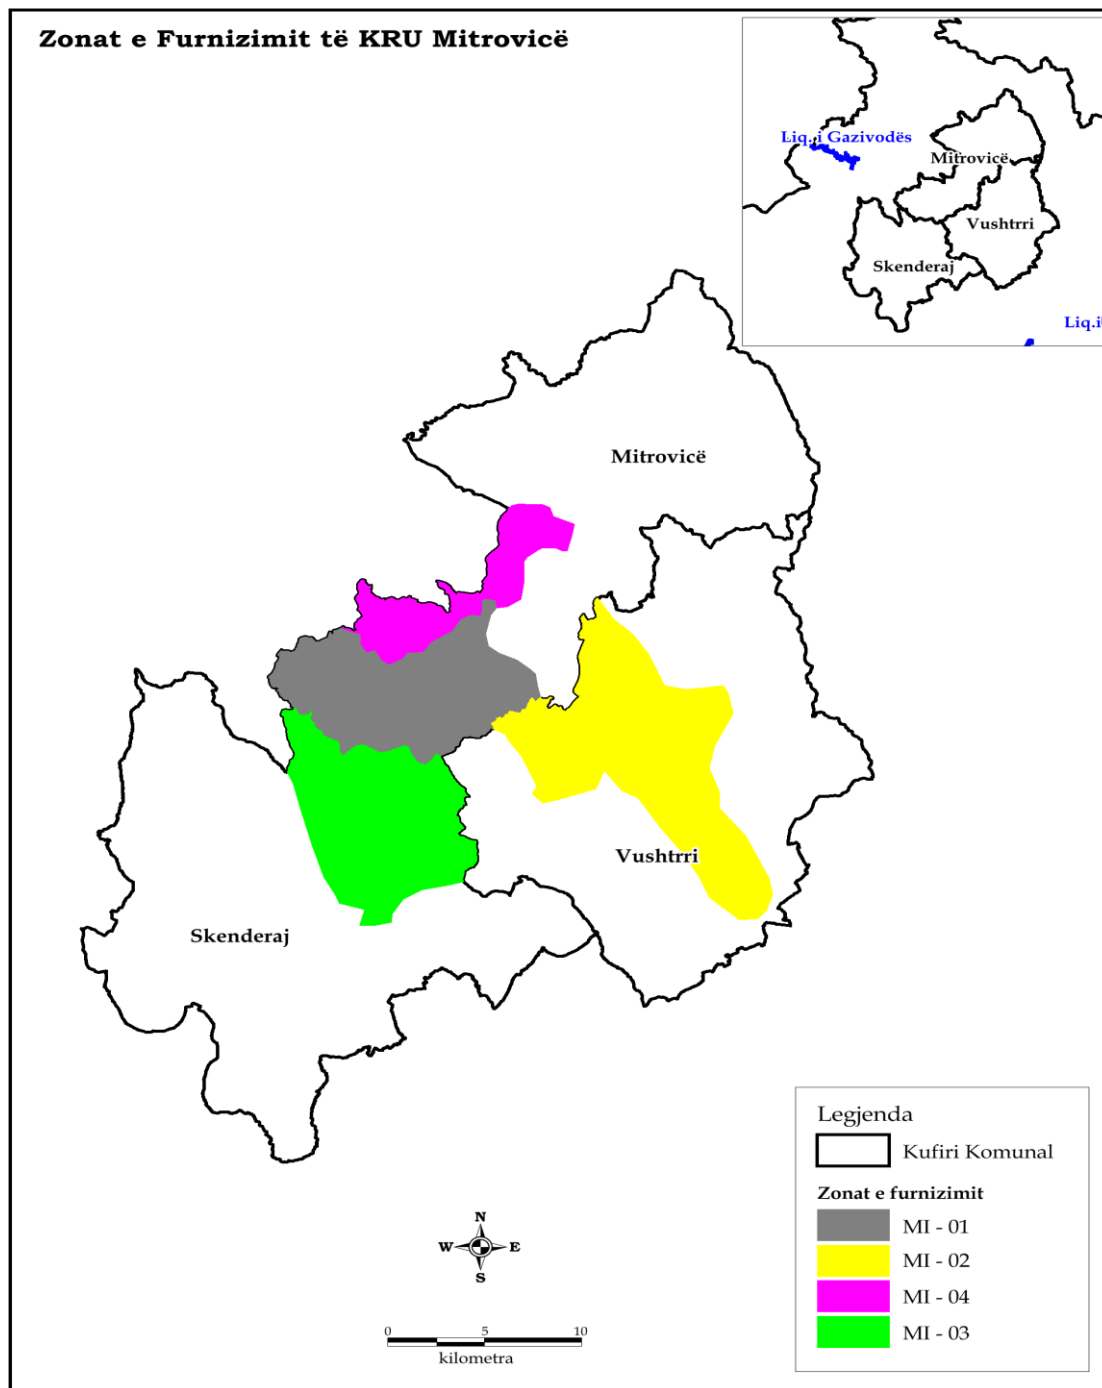 Zonat e Furnizimit të KRU Mitrovicë
Liq. i Gazivodës
Mitrovicë
Vushtrri
Skenderaj
Liq.i
Mitrovicë
Vushtrri
Skenderaj
Legjenda
Kufiri Komunal
Zonat e furnizimit
MI - 01
MI - 02
MI - 04
MI - 03
N
W E
S
0 5 10
kilometra